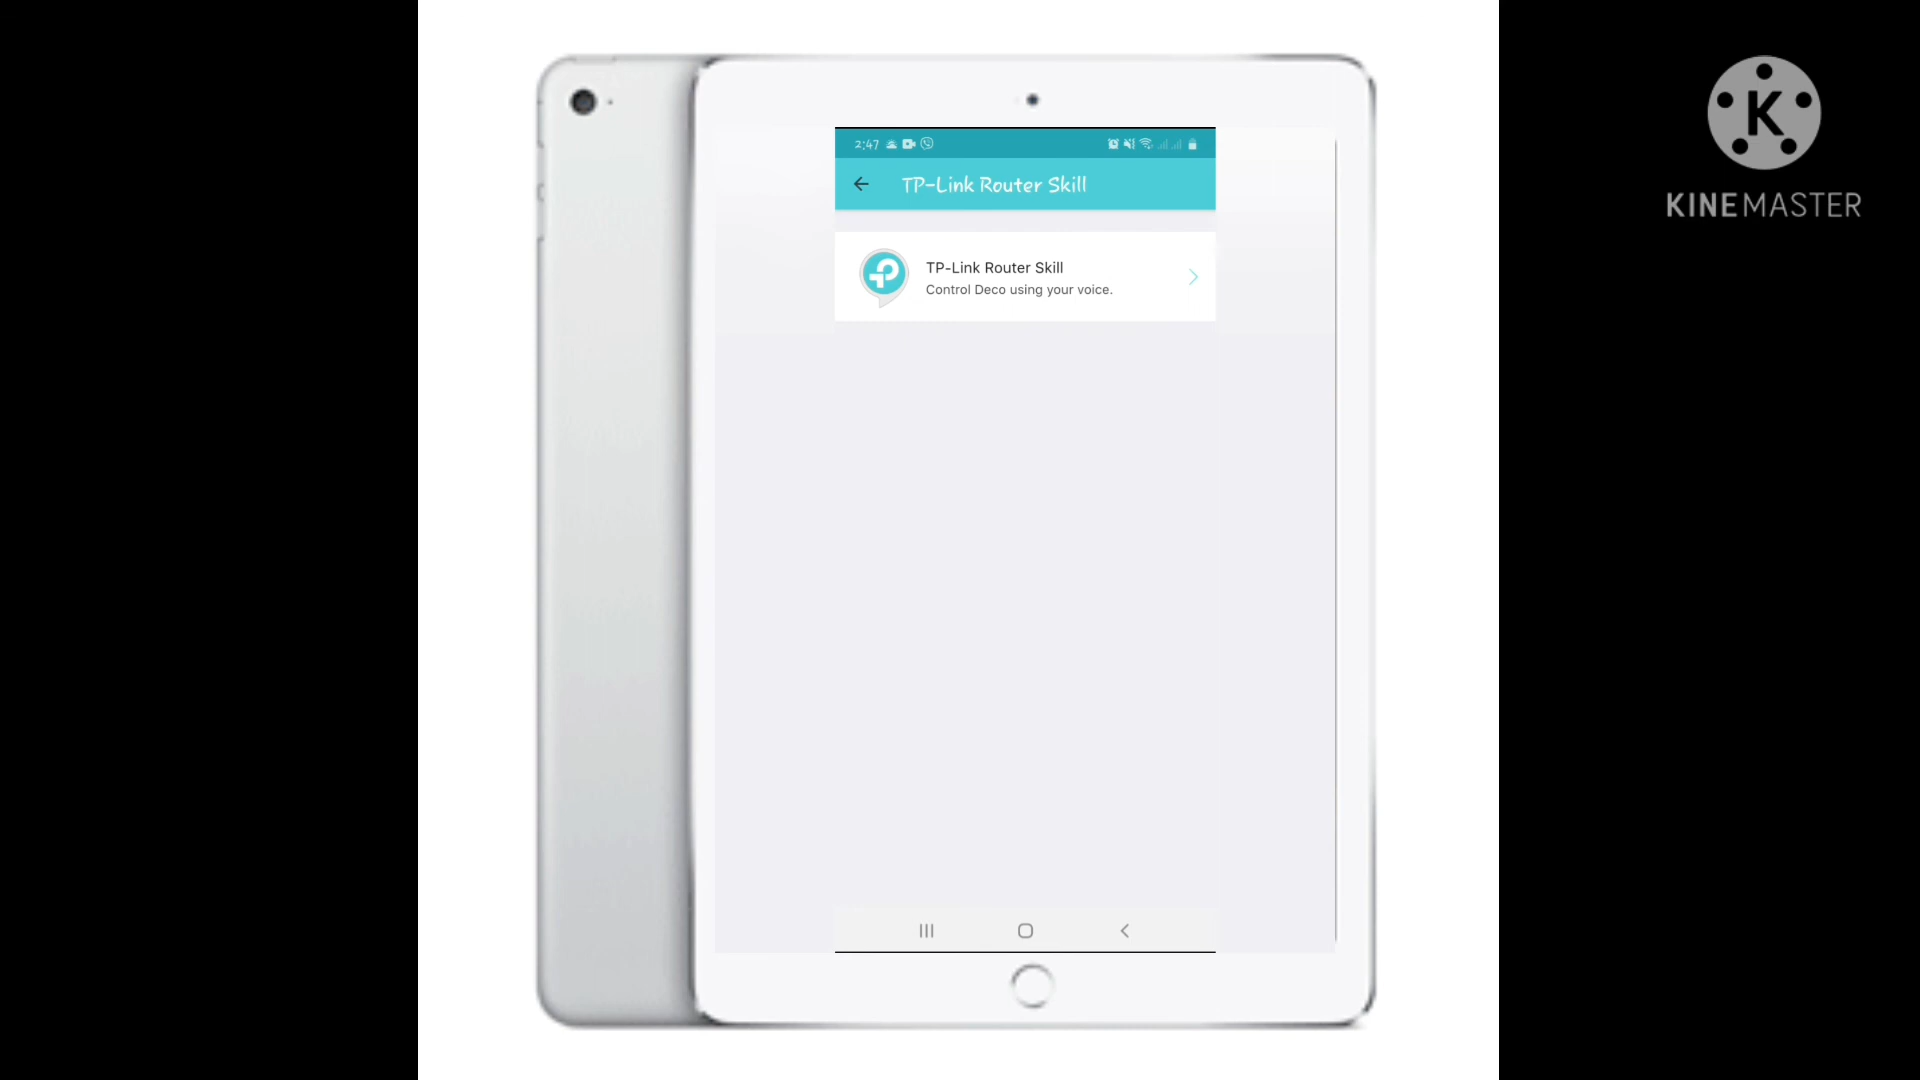 2:47
TP-Link Router Skill
TP-Link Router Skill
Control Deco using your voice.
K
KINEMASTER